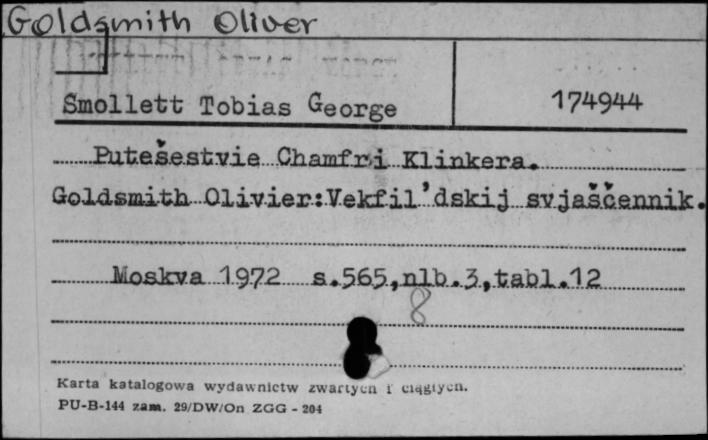 Goldsmith Oliver
Smollett Tobias George
174944
Putešestvie Chamfri Klinkera.
Goldsmith Olivier:Vekfil'dskij svjaščennik.
Moskva 1972 s.565,nlb.3,tabl.12
8
Karta katalogowa wydawnictw zwartych i ciągłych.
PU-B-144 zam. 29/DW/On ZGG - 204